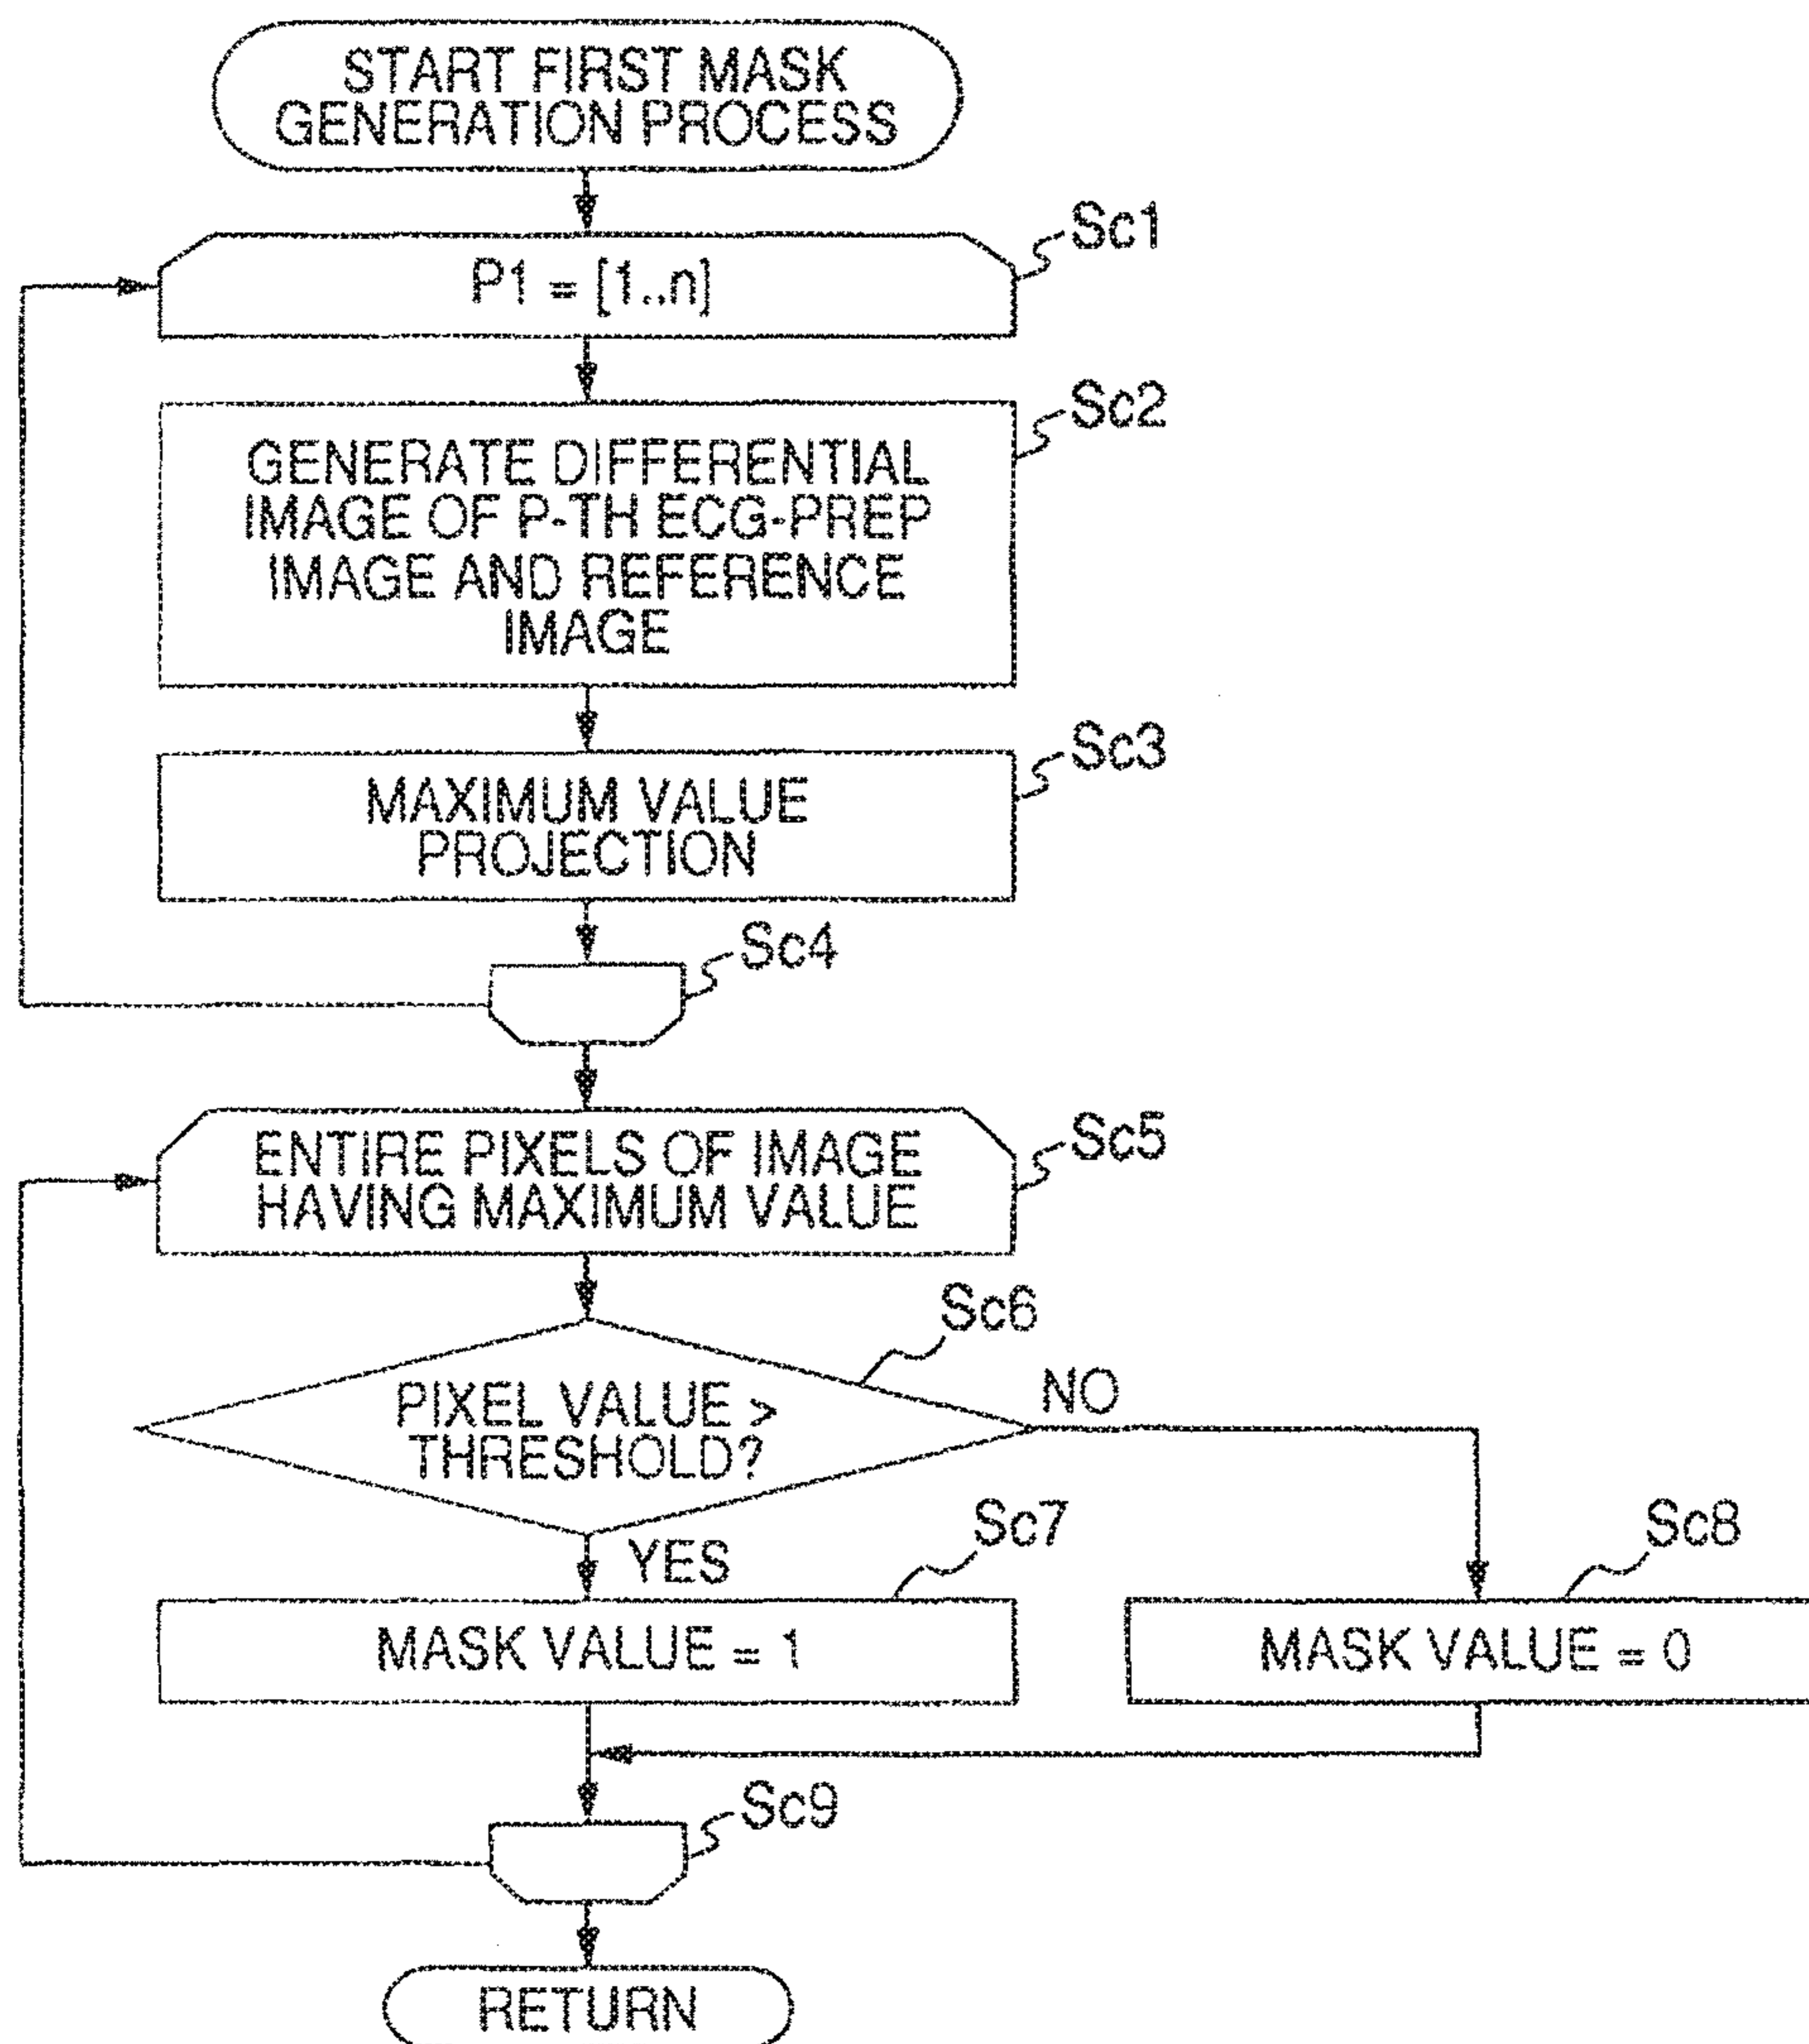 START FIRST MASK
GENERATION PROCESS
Sc1
P1 = [1..n]
Sc2
GENERATE DIFFERENTIAL
IMAGE OF P-TH ECG-PREP
IMAGE AND REFERENCE
IMAGE
Sc3
MAXIMUM VALUE
PROJECTION
Sc4
Sc5
ENTIRE PIXELS OF IMAGE
HAVING MAXIMUM VALUE
Sc6
PIXEL VALUE >
THRESHOLD?
NO
YES
Sc7
Sc8
MASK VALUE = 1
MASK VALUE = 0
Sc9
RETURN